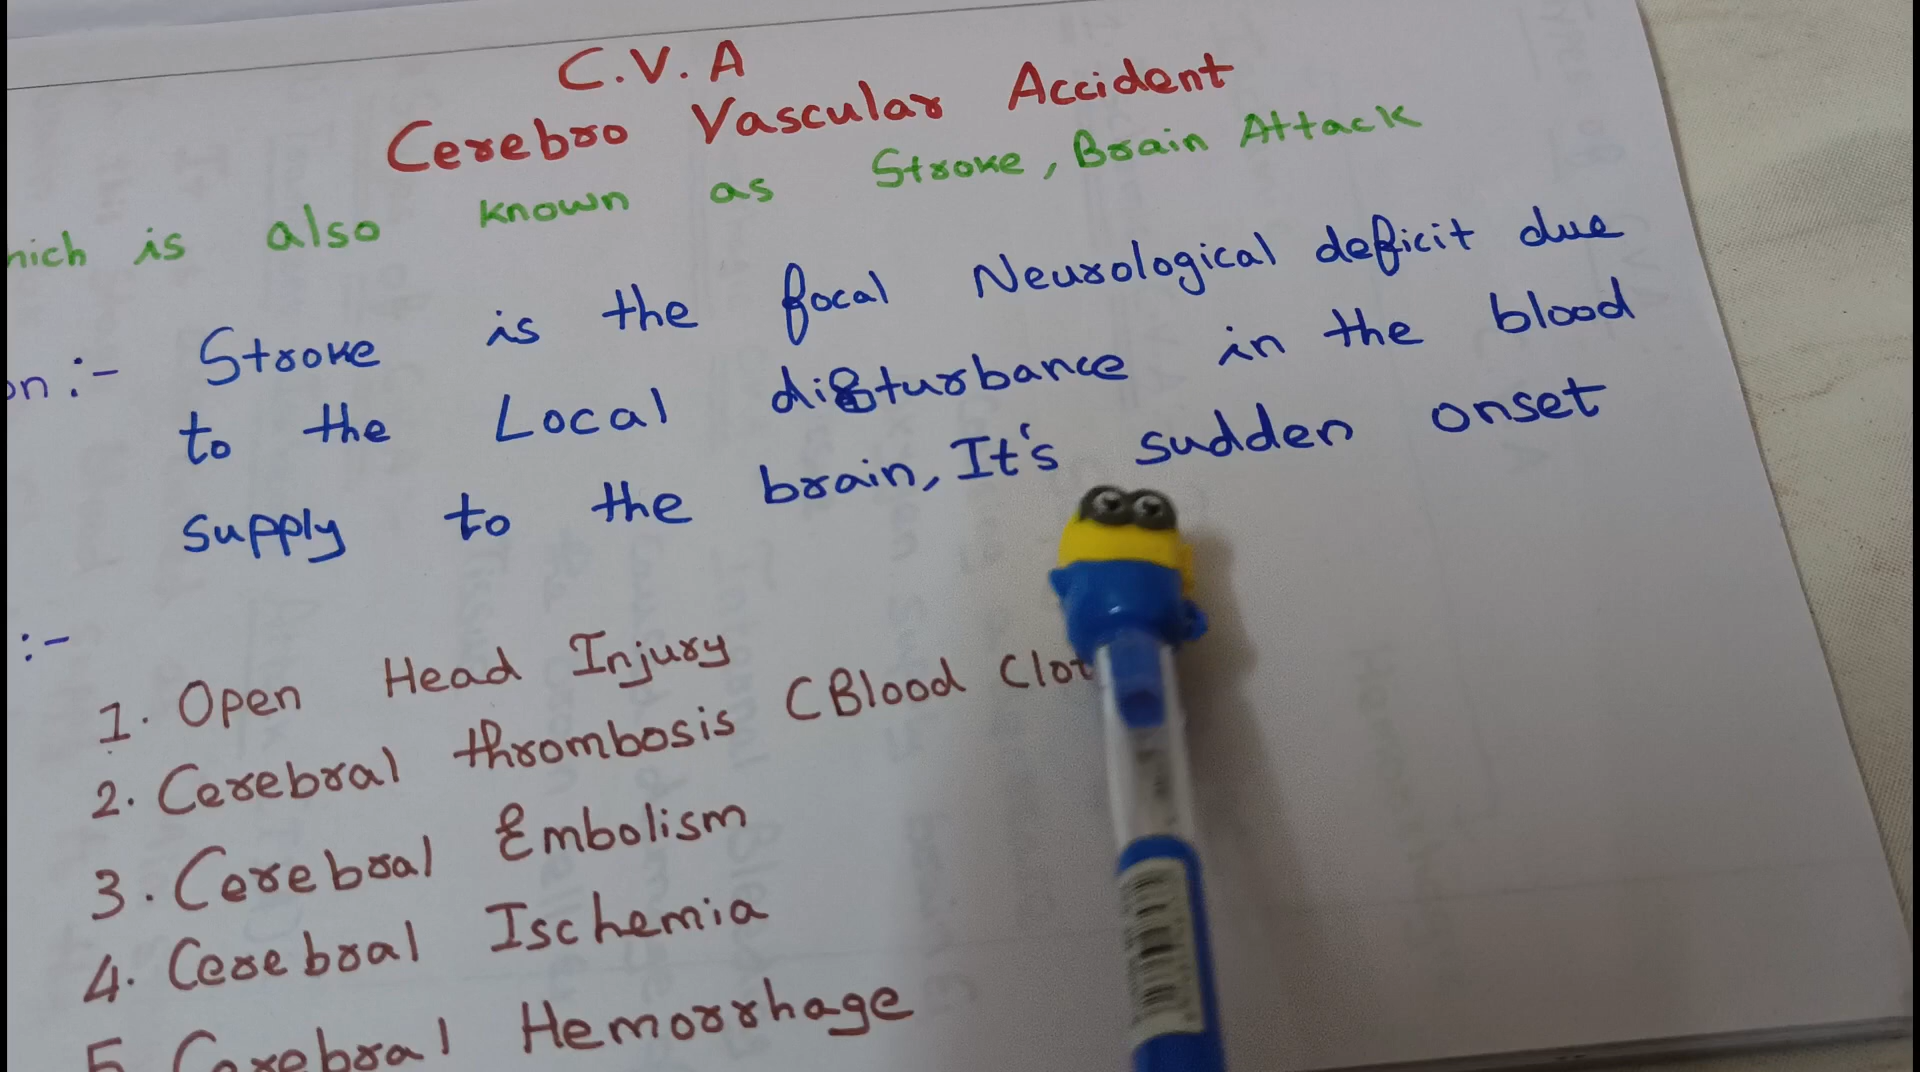 C.V.A
Cerebro Vascular Accident
hich is also known as Stroke, Brain Attack
on :- Stroke is the focal Neurological deficit due
to the Local disturbance in the blood
supply to the brain, It's sudden onset
:-
1. Open Head Injury
2. Cerebral thrombosis (Blood Clot
3. Cerebral Embolism
4. Cerebral Ischemia
5 Cerebral Hemorrhage